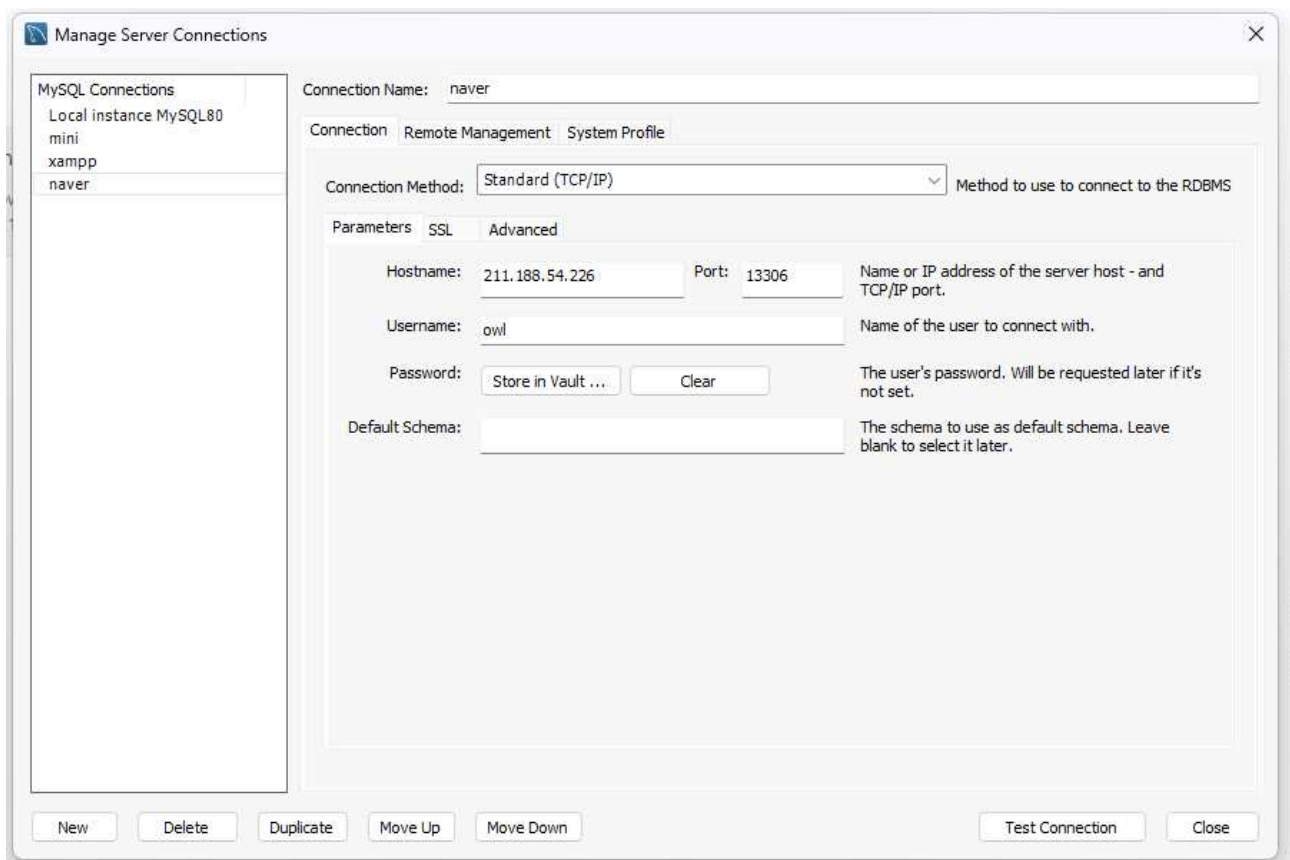 Manage Server Connections
MySQL Connections
Local instance MySQL80
mini
xampp
naver
Connection Name: naver
Connection Remote Management System Profile
Connection Method: Standard (TCP/IP) Method to use to connect to the RDBMS
Parameters SSL Advanced
Hostname: 211.188.54.226 Port: 13306 Name or IP address of the server host - and
TCP/IP port.
Username: owl Name of the user to connect with.
Password: Store in Vault ... Clear The user's password. Will be requested later if it's
not set.
Default Schema: The schema to use as default schema. Leave
blank to select it later.
New Delete Duplicate Move Up Move Down Test Connection Close